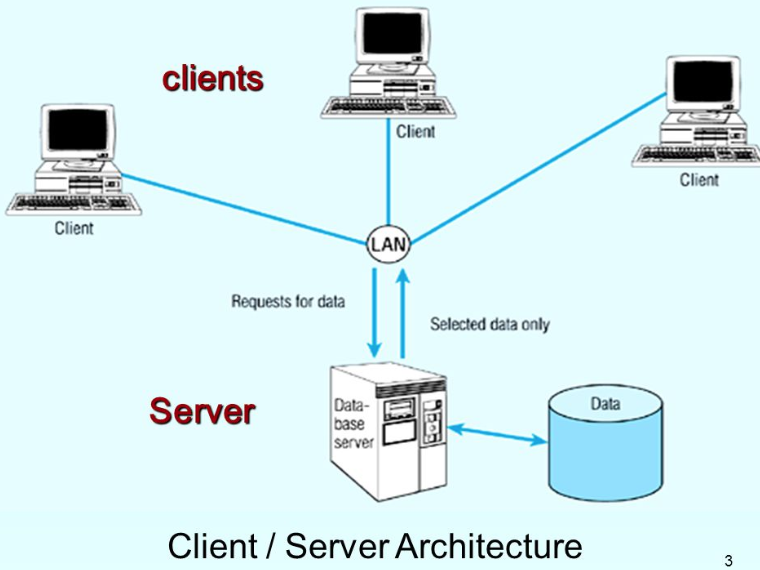 clients
Client
Client
Client
LAN
Requests for data
Selected data only
Server
Data-
base
server
Data
Client / Server Architecture
3